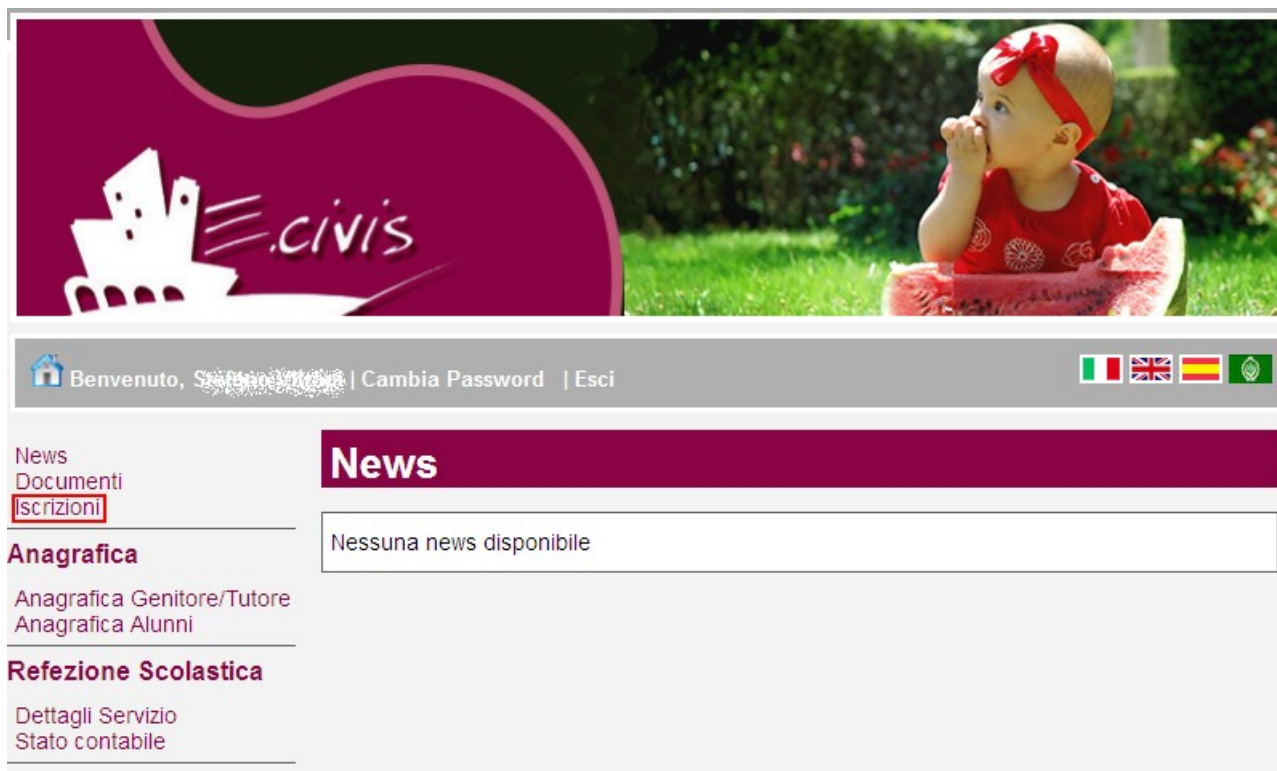 E.civis
Benvenuto, | Cambia Password | Esci
News
Documenti
Iscrizioni
Anagrafica
Anagrafica Genitore/Tutore
Anagrafica Alunni
Refezione Scolastica
Dettagli Servizio
Stato contabile
News
Nessuna news disponibile